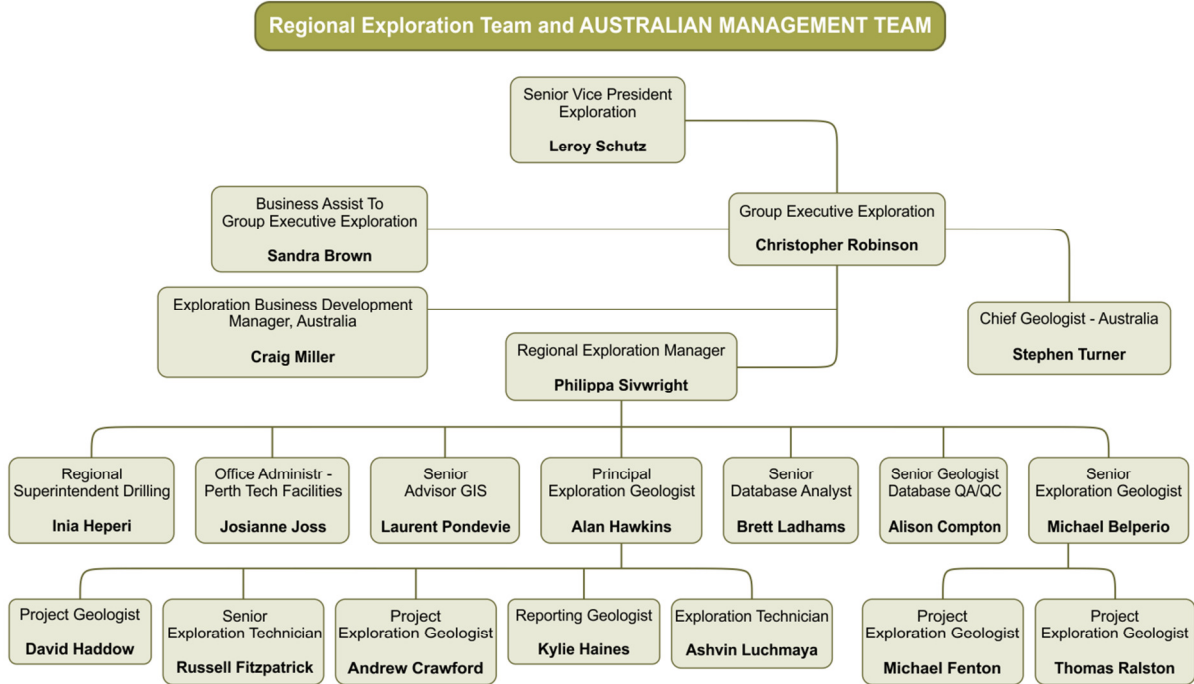 Regional Exploration Team and AUSTRALIAN MANAGEMENT TEAM
Senior Vice President
Exploration
Leroy Schutz
Business Assist To
Group Executive Exploration
Sandra Brown
Group Executive Exploration
Christopher Robinson
Exploration Business Development
Manager, Australia
Craig Miller
Chief Geologist - Australia
Stephen Turner
Regional Exploration Manager
Philippa Sivwright
Regional
Superintendent Drilling
Inia Heperi
Office Administr -
Perth Tech Facilities
Josianne Joss
Senior
Advisor GIS
Laurent Pondevie
Principal
Exploration Geologist
Alan Hawkins
Senior
Database Analyst
Brett Ladhams
Senior Geologist
Database QA/QC
Alison Compton
Senior
Exploration Geologist
Michael Belperio
Project Geologist
David Haddow
Senior
Exploration Technician
Russell Fitzpatrick
Project
Exploration Geologist
Andrew Crawford
Reporting Geologist
Kylie Haines
Exploration Technician
Ashvin Luchmaya
Project
Exploration Geologist
Michael Fenton
Project
Exploration Geologist
Thomas Ralston